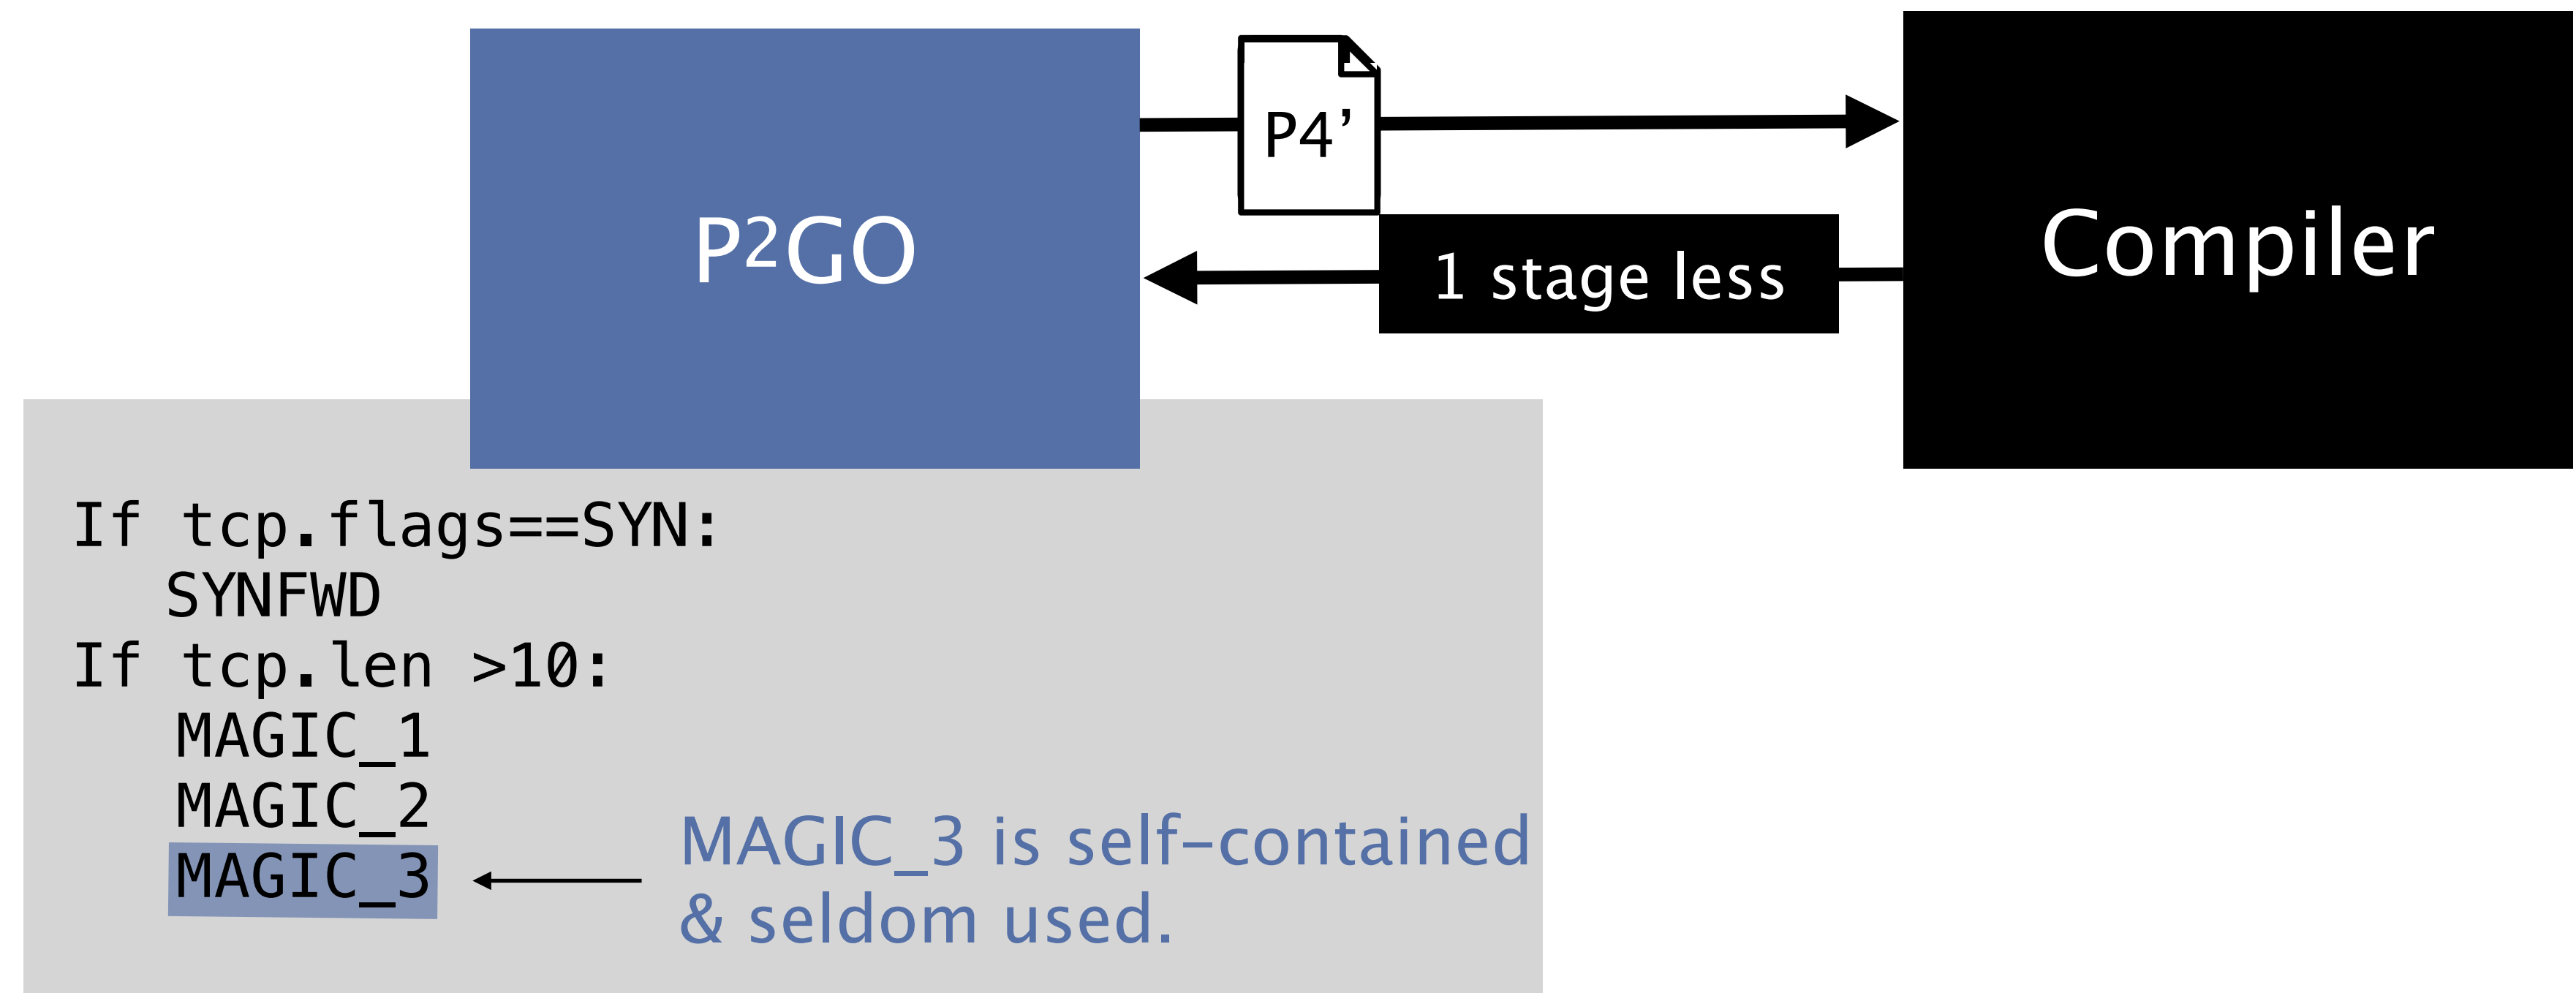 P²GO
P4’
1 stage less
Compiler
If tcp.flags==SYN:
SYNFWD
If tcp.len >10:
MAGIC_1
MAGIC_2
MAGIC_3
MAGIC_3 is self-contained
& seldom used.